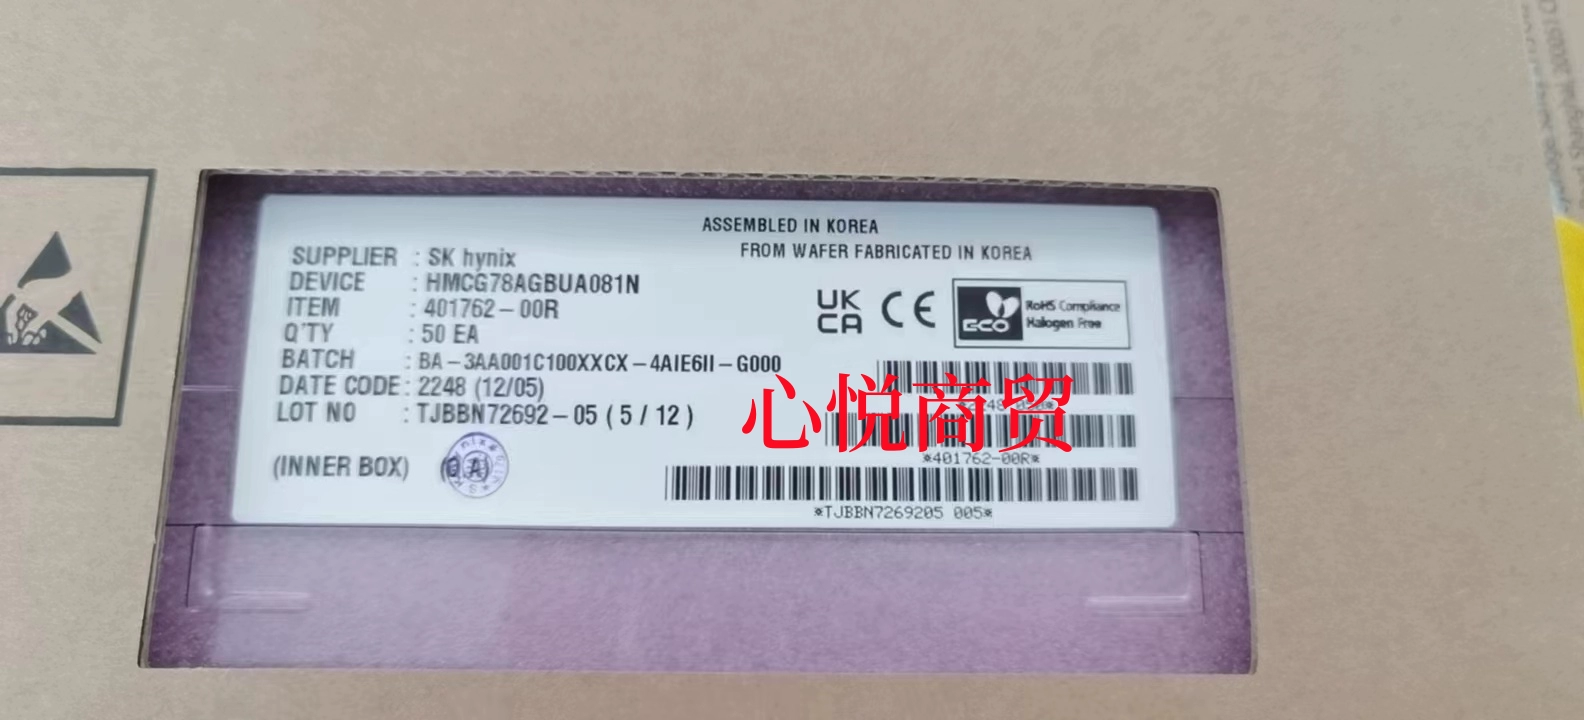 ASSEMBLED IN KOREA
FROM WAFER FABRICATED IN KOREA
SUPPLIER : SK hynix
DEVICE : HMCG78AGBUA081N
ITEM : 401762-00R
Q'TY : 50 EA
BATCH : BA-3AA001C100XXCX-4AIE6II-G000
DATE CODE: 2248 (12/05)
LOT NO : TJBBN72692-05 ( 5 / 12 )
(INNER BOX)
UK
CA
CE
ECO
RoHS Compliance
Halogen Free
心悦商贸
*401762-00R*
*TJBBN7269205 005*